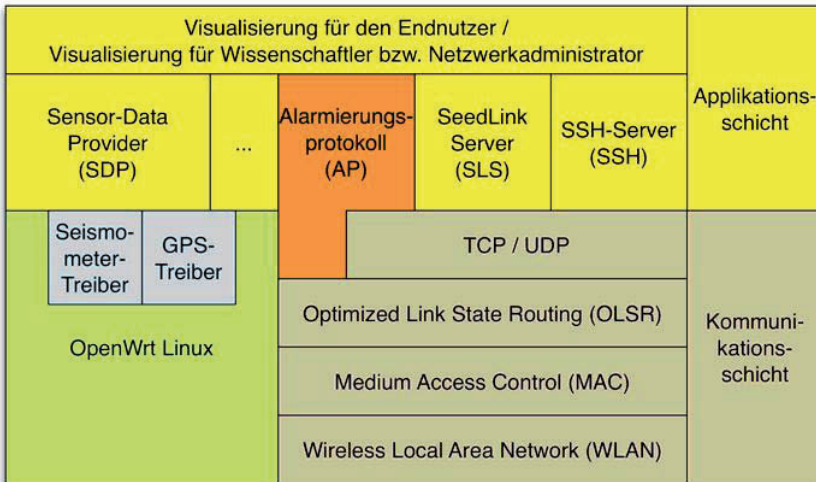 Visualisierung für den Endnutzer /
Visualisierung für Wissenschaftler bzw. Netzwerkadministrator
Applikations-
schicht
Sensor-Data
Provider
(SDP)
...
Alarmierungs-
protokoll
(AP)
SeedLink
Server
(SLS)
SSH-Server
(SSH)
Seismo-
meter-
Treiber
GPS-
Treiber
TCP / UDP
OpenWrt Linux
Optimized Link State Routing (OLSR)
Medium Access Control (MAC)
Wireless Local Area Network (WLAN)
Kommuni-
kations-
schicht